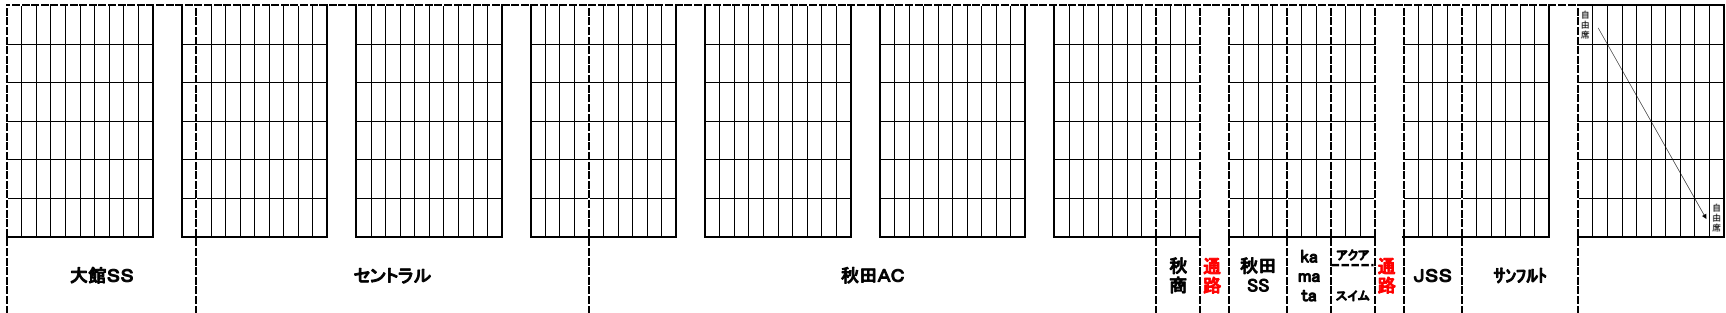 自由席
自由席
大館SS
セントラル
秋田AC
秋商
通路
秋田
SS
ka
ma
ta
アクア
スイム
通路
JSS
サンフルト